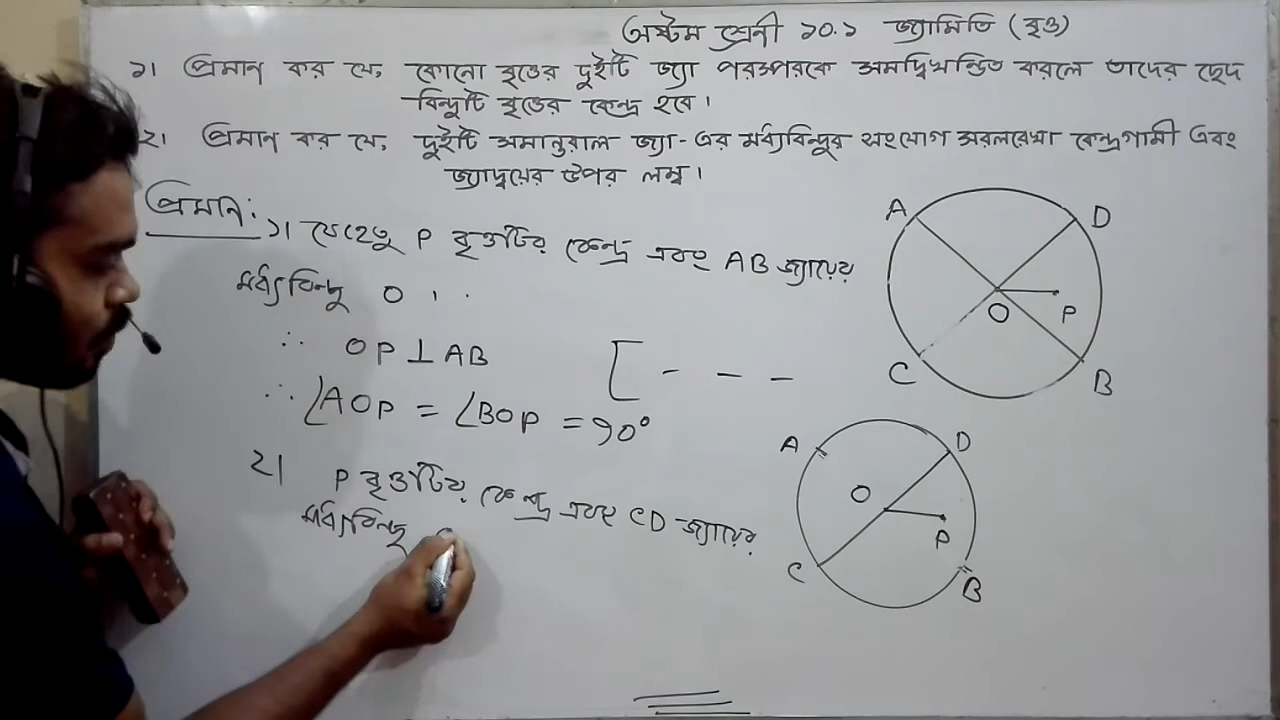 অষ্টম শ্রেনী ১০.১ জ্যামিতি (বৃত্ত)
১। প্রমান কর যে, কোনো বৃত্তের দুইটি জ্যা পরস্পরকে সমদ্বিখন্ডিত করলে তাদের ছেদ
বিন্দুটি বৃত্তের কেন্দ্র হবে।
২। প্রমান কর যে, দুইটি সমান্তরাল জ্যা-এর মধ্যবিন্দুর সংযোগ সরলরেখা কেন্দ্রগামী এবং
জ্যাদ্বয়ের উপর লম্ব।
প্রমান:
১। যেহেতু P বৃত্তটির কেন্দ্র এবং AB জ্যায়ের
মধ্যবিন্দু O।
∴ OP ⊥ AB [ - - -
∴ ∠AOP = ∠BOP = 90°
২। P বৃত্তটির কেন্দ্র এবং CD জ্যায়ের
মধ্যবিন্দু
A D
O P
C B
A D
O
P
C B